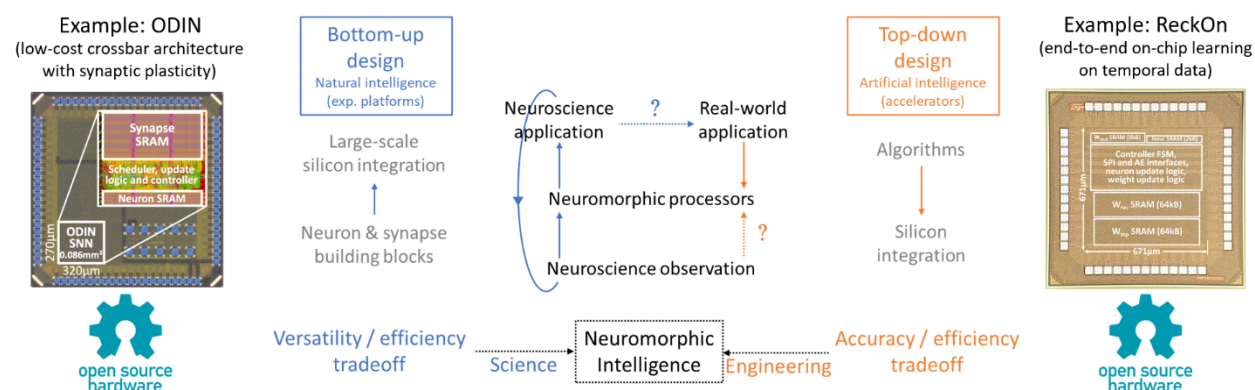 Example: ODIN
(low-cost crossbar architecture
with synaptic plasticity)
Synapse
SRAM
Scheduler, update
logic and controller
Neuron SRAM
ODIN
SNN
0.086mm²
270µm
320µm
open source
hardware
Bottom-up
design
Natural intelligence
(exp. platforms)
Large-scale
silicon integration
Neuron & synapse
building blocks
Versatility / efficiency
tradeoff
Neuroscience
application
?
Real-world
application
Neuromorphic processors
?
Neuroscience observation
Science
Neuromorphic
Intelligence
Engineering
Top-down
design
Artificial intelligence
(accelerators)
Algorithms
Silicon
integration
Accuracy / efficiency
tradeoff
Example: ReckOn
(end-to-end on-chip learning
on temporal data)
SRAM
Controller FSM,
SPI and AE interfaces,
neuron update logic,
weight update logic
Wrec SRAM (64kB)
Winp SRAM (64kB)
671µm
671µm
open source
hardware